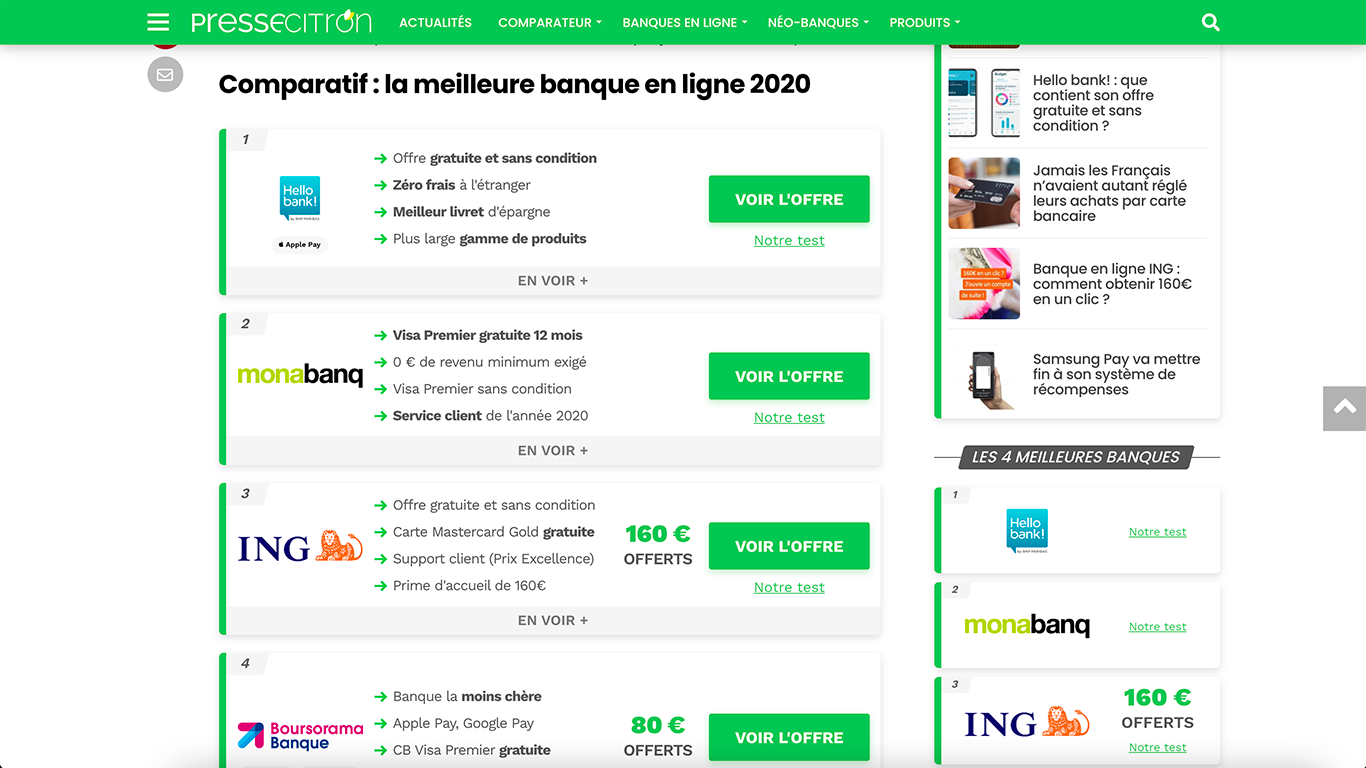 PRESSECITRON
ACTUALITÉS
COMPARATEUR
BANQUES EN LIGNE
NÉO-BANQUES
PRODUITS
Comparatif : la meilleure banque en ligne 2020
1
Hello
bank!
by BNP PARIBAS
Apple Pay
Offre gratuite et sans condition
Zéro frais à l'étranger
Meilleur livret d'épargne
Plus large gamme de produits
VOIR L'OFFRE
Notre test
EN VOIR +
2
monabanq
Visa Premier gratuite 12 mois
0 € de revenu minimum exigé
Visa Premier sans condition
Service client de l'année 2020
VOIR L'OFFRE
Notre test
EN VOIR +
3
ING
Offre gratuite et sans condition
Carte Mastercard Gold gratuite
Support client (Prix Excellence)
Prime d'accueil de 160€
160 €
OFFERTS
VOIR L'OFFRE
Notre test
EN VOIR +
4
Boursorama
Banque
Banque la moins chère
Apple Pay, Google Pay
CB Visa Premier gratuite
80 €
OFFERTS
VOIR L'OFFRE
Hello bank! : que
contient son offre
gratuite et sans
condition ?
Jamais les Français
n'avaient autant réglé
leurs achats par carte
bancaire
160€ en un clic ?
J'ouvre un compte
de suite !
Banque en ligne ING :
comment obtenir 160€
en un clic ?
Samsung Pay va mettre
fin à son système de
récompenses
LES 4 MEILLEURES BANQUES
1
Hello
bank!
by BNP PARIBAS
Notre test
2
monabanq
Notre test
3
ING
160 €
OFFERTS
Notre test